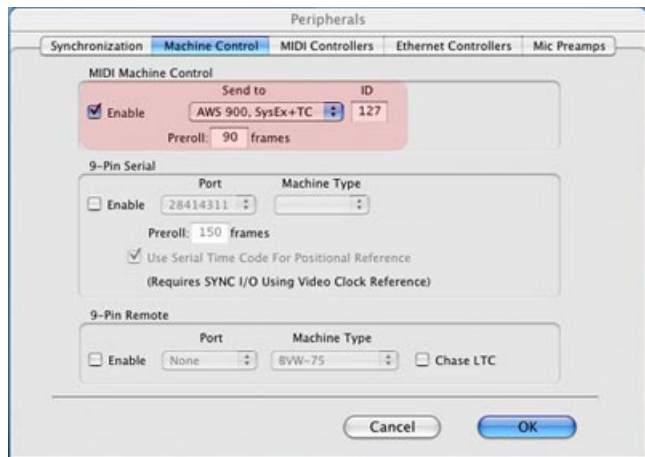 Peripherals
Synchronization Machine Control MIDI Controllers Ethernet Controllers Mic Preamps
MIDI Machine Control
Send to ID
Enable AWS 900, SysEx+TC 127
Preroll: 90 frames
9-Pin Serial
Port Machine Type
Enable 28414311
Preroll: 150 frames
Use Serial Time Code For Positional Reference
(Requires SYNC I/O Using Video Clock Reference)
9-Pin Remote
Port Machine Type
Enable None BVW-75 Chase LTC
Cancel OK